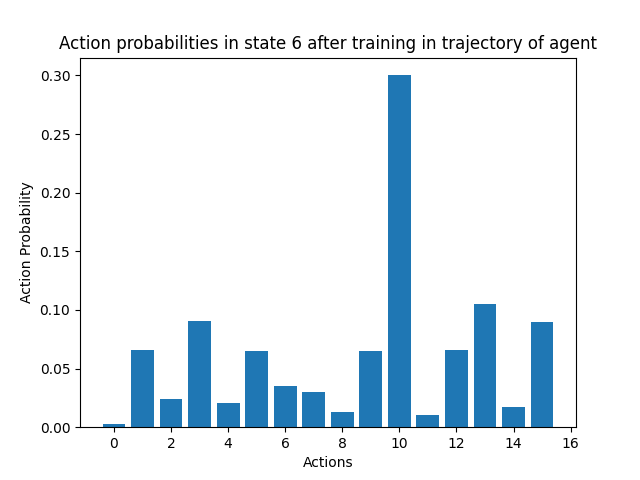 Action probabilities in state 6 after training in trajectory of agent
0.30
0.25
0.20
0.15
0.10
0.05
0.00
Action Probability
0 2 4 6 8 10 12 14 16
Actions